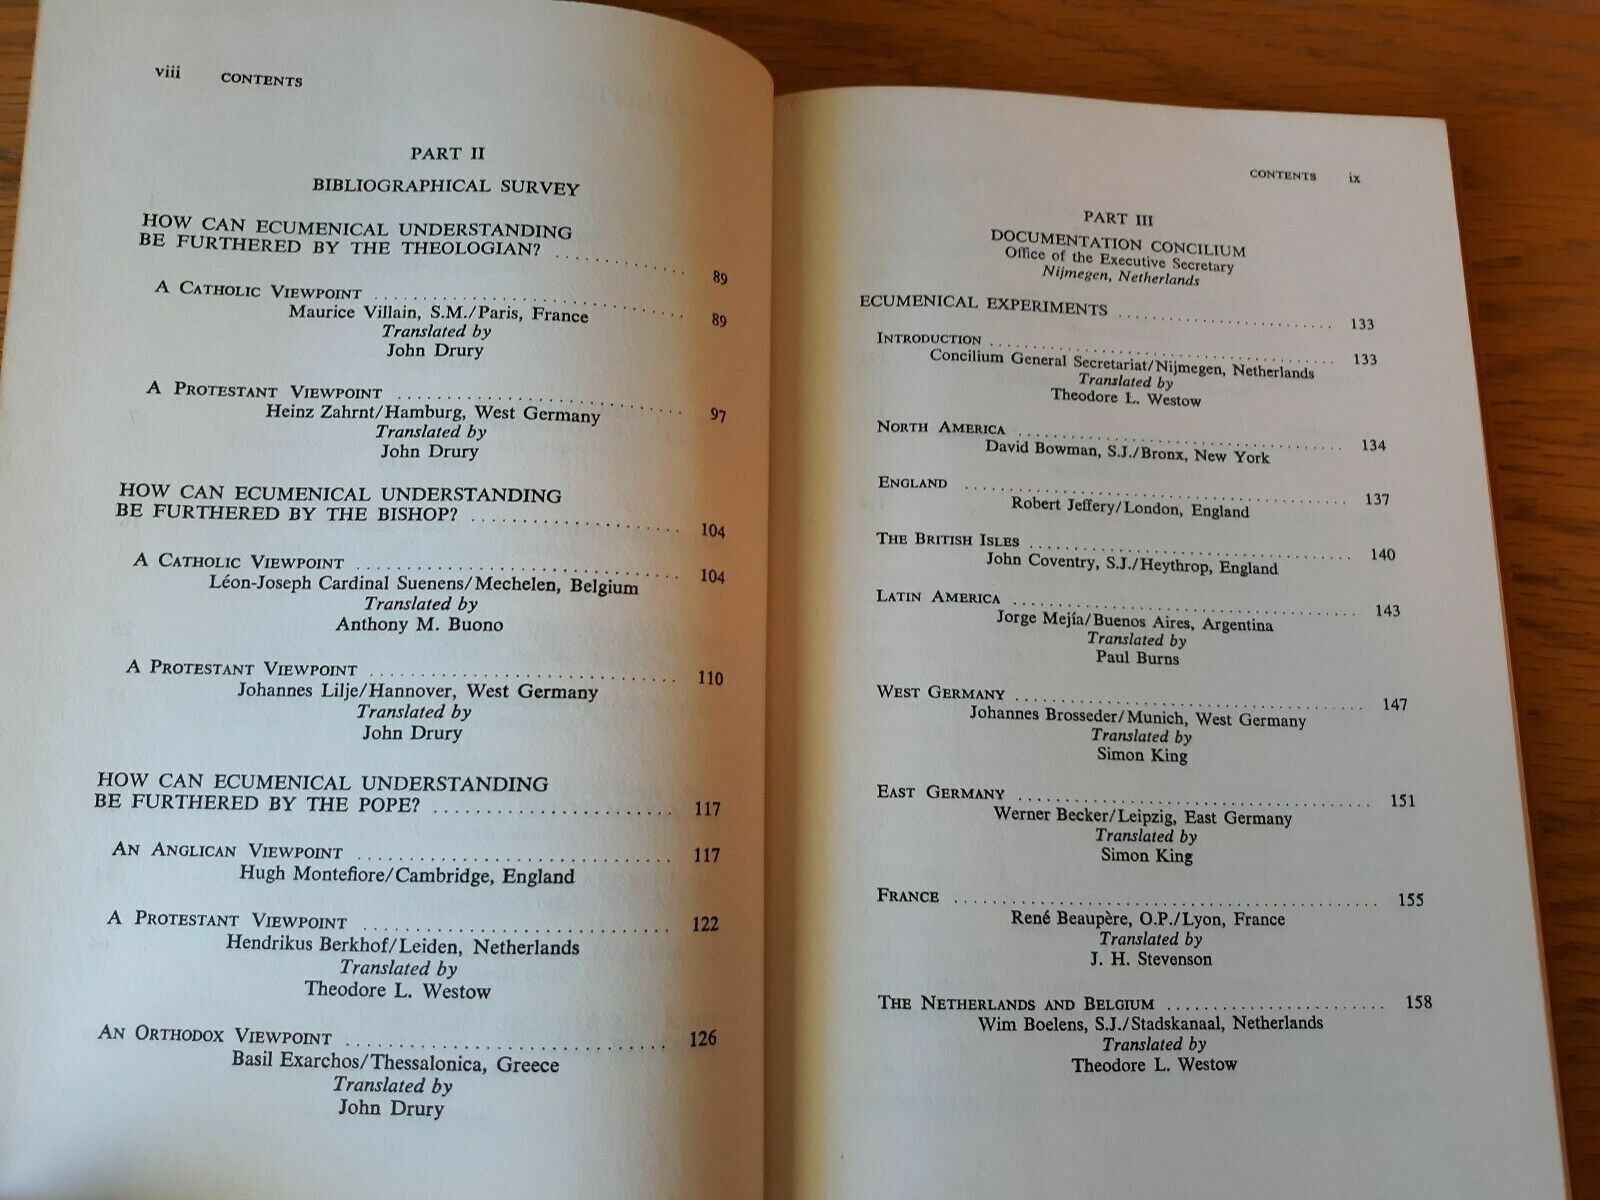 viii CONTENTS
PART II
BIBLIOGRAPHICAL SURVEY
HOW CAN ECUMENICAL UNDERSTANDING
BE FURTHERED BY THE THEOLOGIAN? 89
A CATHOLIC VIEWPOINT 89
Maurice Villain, S.M./Paris, France
Translated by
John Drury
A PROTESTANT VIEWPOINT 97
Heinz Zahrnt/Hamburg, West Germany
Translated by
John Drury
HOW CAN ECUMENICAL UNDERSTANDING
BE FURTHERED BY THE BISHOP? 104
A CATHOLIC VIEWPOINT 104
Léon-Joseph Cardinal Suenens/Mechelen, Belgium
Translated by
Anthony M. Buono
A PROTESTANT VIEWPOINT 110
Johannes Lilje/Hannover, West Germany
Translated by
John Drury
HOW CAN ECUMENICAL UNDERSTANDING
BE FURTHERED BY THE POPE? 117
AN ANGLICAN VIEWPOINT 117
Hugh Montefiore/Cambridge, England
A PROTESTANT VIEWPOINT 122
Hendrikus Berkhof/Leiden, Netherlands
Translated by
Theodore L. Westow
AN ORTHODOX VIEWPOINT 126
Basil Exarchos/Thessalonica, Greece
Translated by
John Drury
CONTENTS ix
PART III
DOCUMENTATION CONCILIUM
Office of the Executive Secretary
Nijmegen, Netherlands
ECUMENICAL EXPERIMENTS 133
INTRODUCTION 133
Concilium General Secretariat/Nijmegen, Netherlands
Translated by
Theodore L. Westow
NORTH AMERICA 134
David Bowman, S.J./Bronx, New York
ENGLAND 137
Robert Jeffery/London, England
THE BRITISH ISLES 140
John Coventry, S.J./Heythrop, England
LATIN AMERICA 143
Jorge Mejía/Buenos Aires, Argentina
Translated by
Paul Burns
WEST GERMANY 147
Johannes Brosseder/Munich, West Germany
Translated by
Simon King
EAST GERMANY 151
Werner Becker/Leipzig, East Germany
Translated by
Simon King
FRANCE 155
René Beaupère, O.P./Lyon, France
Translated by
J. H. Stevenson
THE NETHERLANDS AND BELGIUM 158
Wim Boelens, S.J./Stadskanaal, Netherlands
Translated by
Theodore L. Westow